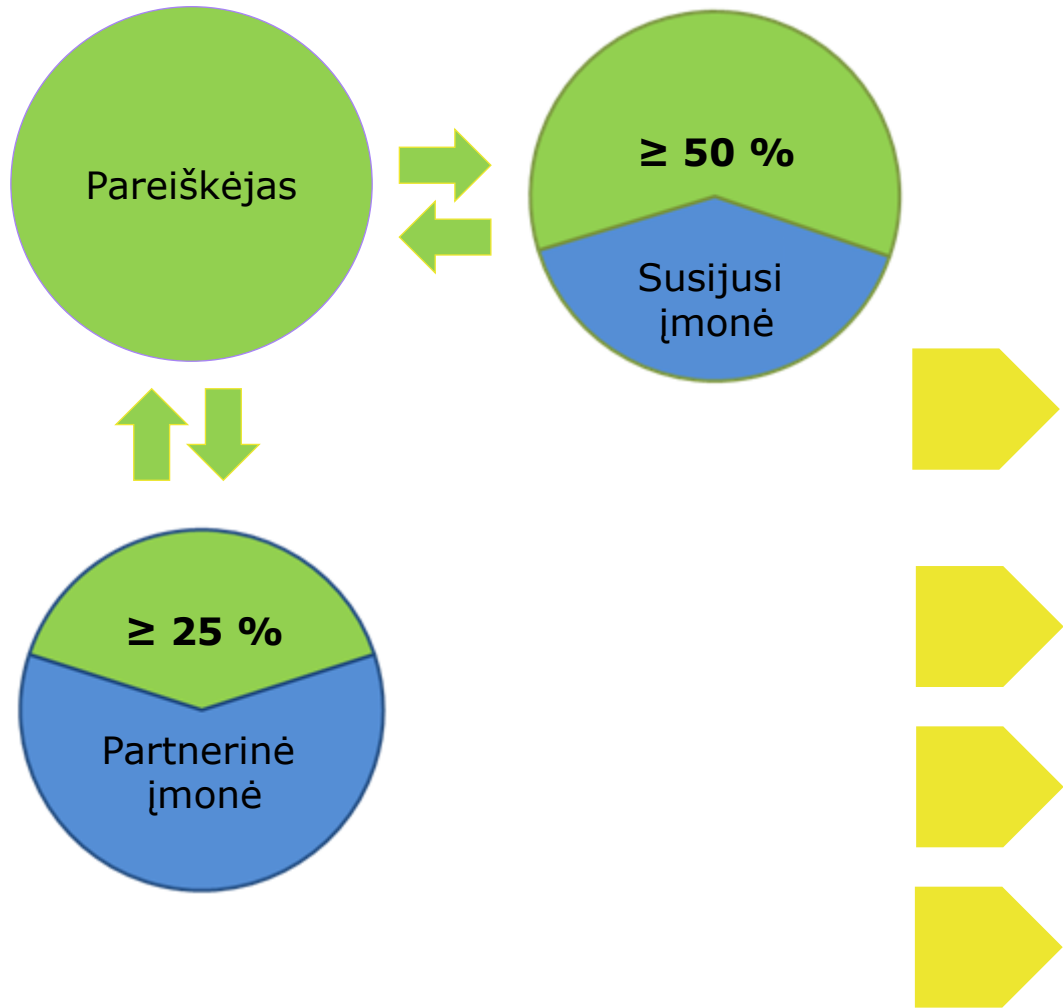 Pareiškėjas
≥ 50 %
Susijusi
įmonė
≥ 25 %
Partnerinė
įmonė